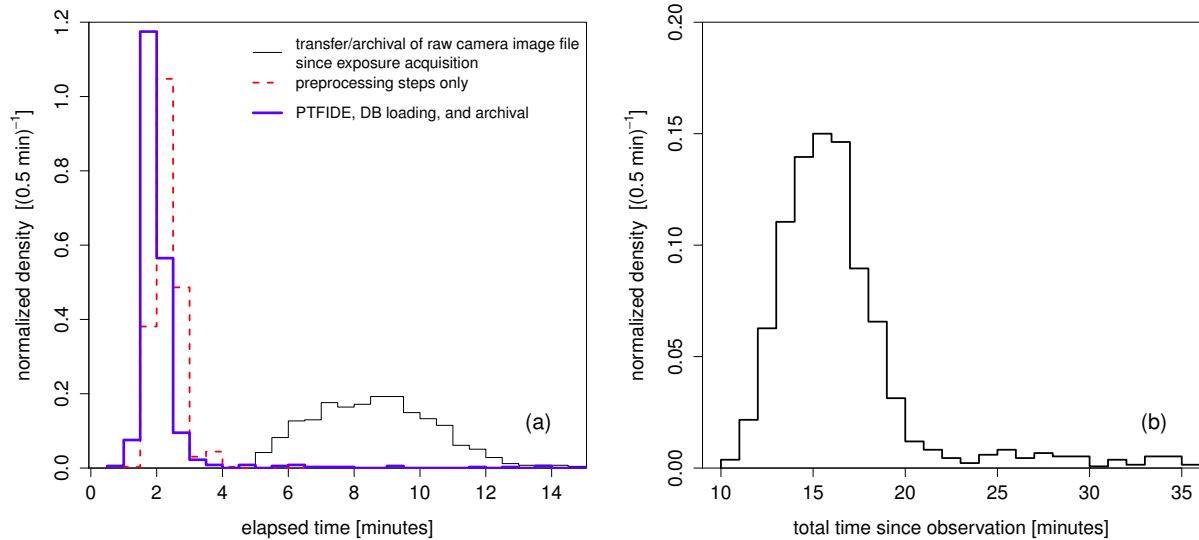 1.2
1.0
0.8
0.6
0.4
0.2
0.0
normalized density [(0.5 min)⁻¹]
transfer/archival of raw camera image file
since exposure acquisition
preprocessing steps only
PTFIDE, DB loading, and archival
(a)
0 2 4 6 8 10 12 14
elapsed time [minutes]
0.20
0.15
0.10
0.05
0.00
normalized density [(0.5 min)⁻¹]
(b)
10 15 20 25 30 35
total time since observation [minutes]